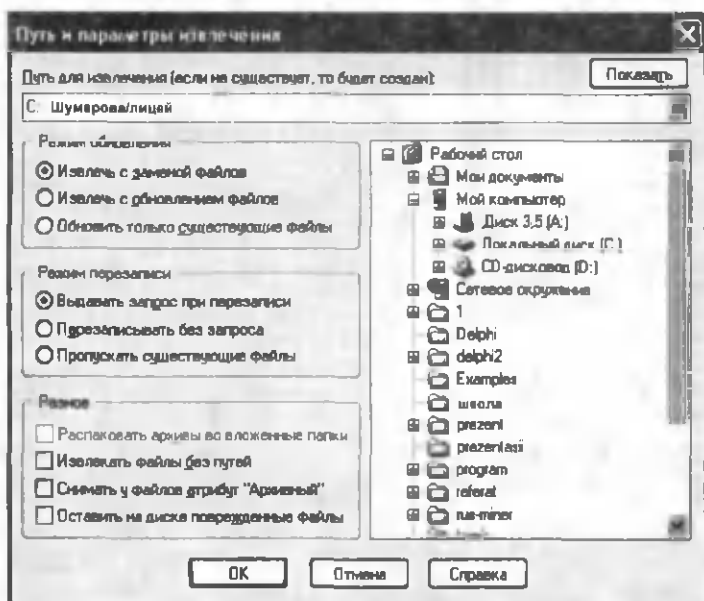 Путь и параметры извлечения
Путь для извлечения (если не существует, то будет создан):
Показать
C: Шумерова/лицей
Режим обновления
Извлечь с заменой файлов
Извлечь с обновлением файлов
Обновить только существующие файлы
Режим перезаписи
Выдавать запрос при перезаписи
Перезаписывать без запроса
Пропускать существующие файлы
Разное
Распаковать архивы во вложенные папки
Извлекать файлы без путей
Снимать у файлов атрибут "Архивный"
Оставить на диске поврежденные файлы
Рабочий стол
Мои документы
Мой компьютер
Диск 3,5 (A:)
Локальный диск (C:)
CD-дисковод (D:)
Сетевое окружение
1
Delphi
delphi2
Examples
школа
prezent
prezentasi
program
referat
rus-miner
OK
Отмена
Справка